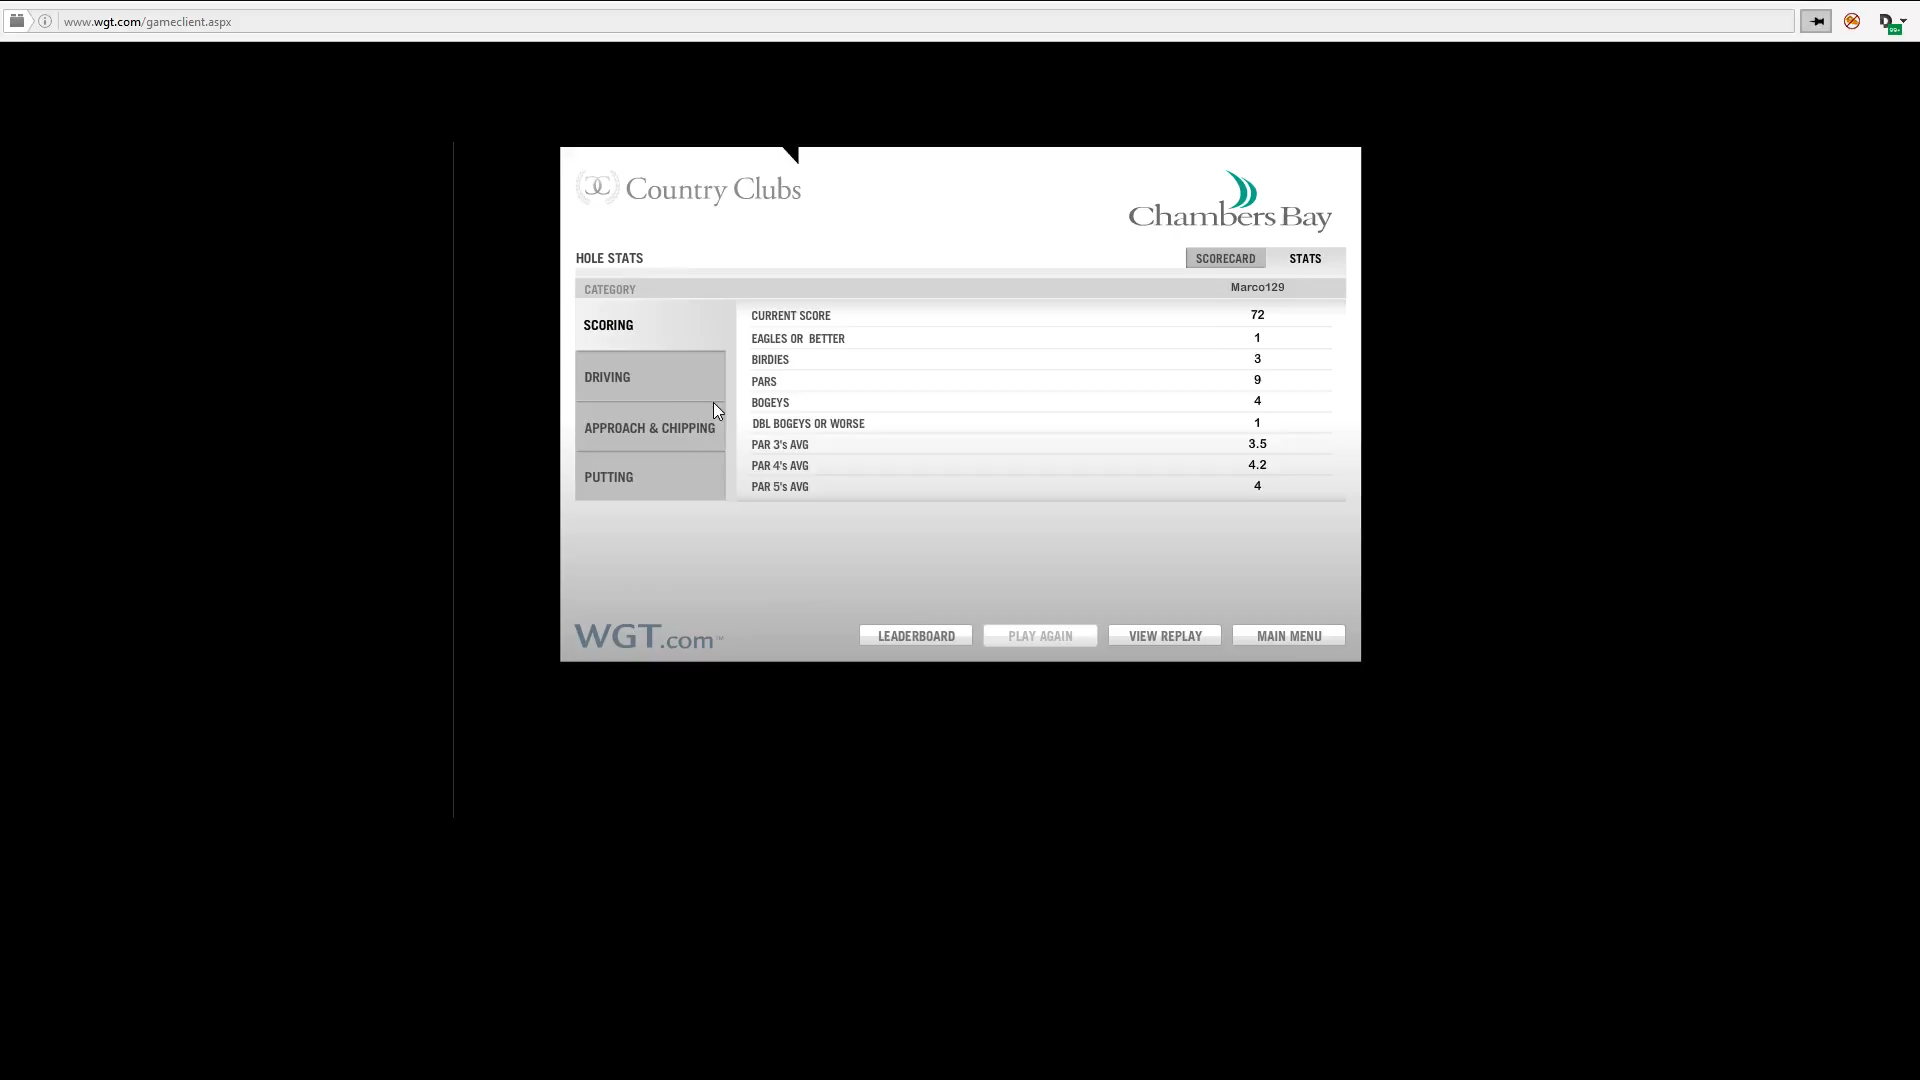 www.wgt.com/gameclient.aspx
D
99+
Country Clubs
Chambers Bay
HOLE STATS
SCORECARD STATS
CATEGORY Marco129
SCORING
DRIVING
APPROACH & CHIPPING
PUTTING
CURRENT SCORE 72
EAGLES OR BETTER 1
BIRDIES 3
PARS 9
BOGEYS 4
DBL BOGEYS OR WORSE 1
PAR 3's AVG 3.5
PAR 4's AVG 4.2
PAR 5's AVG 4
WGT.com™
LEADERBOARD PLAY AGAIN VIEW REPLAY MAIN MENU